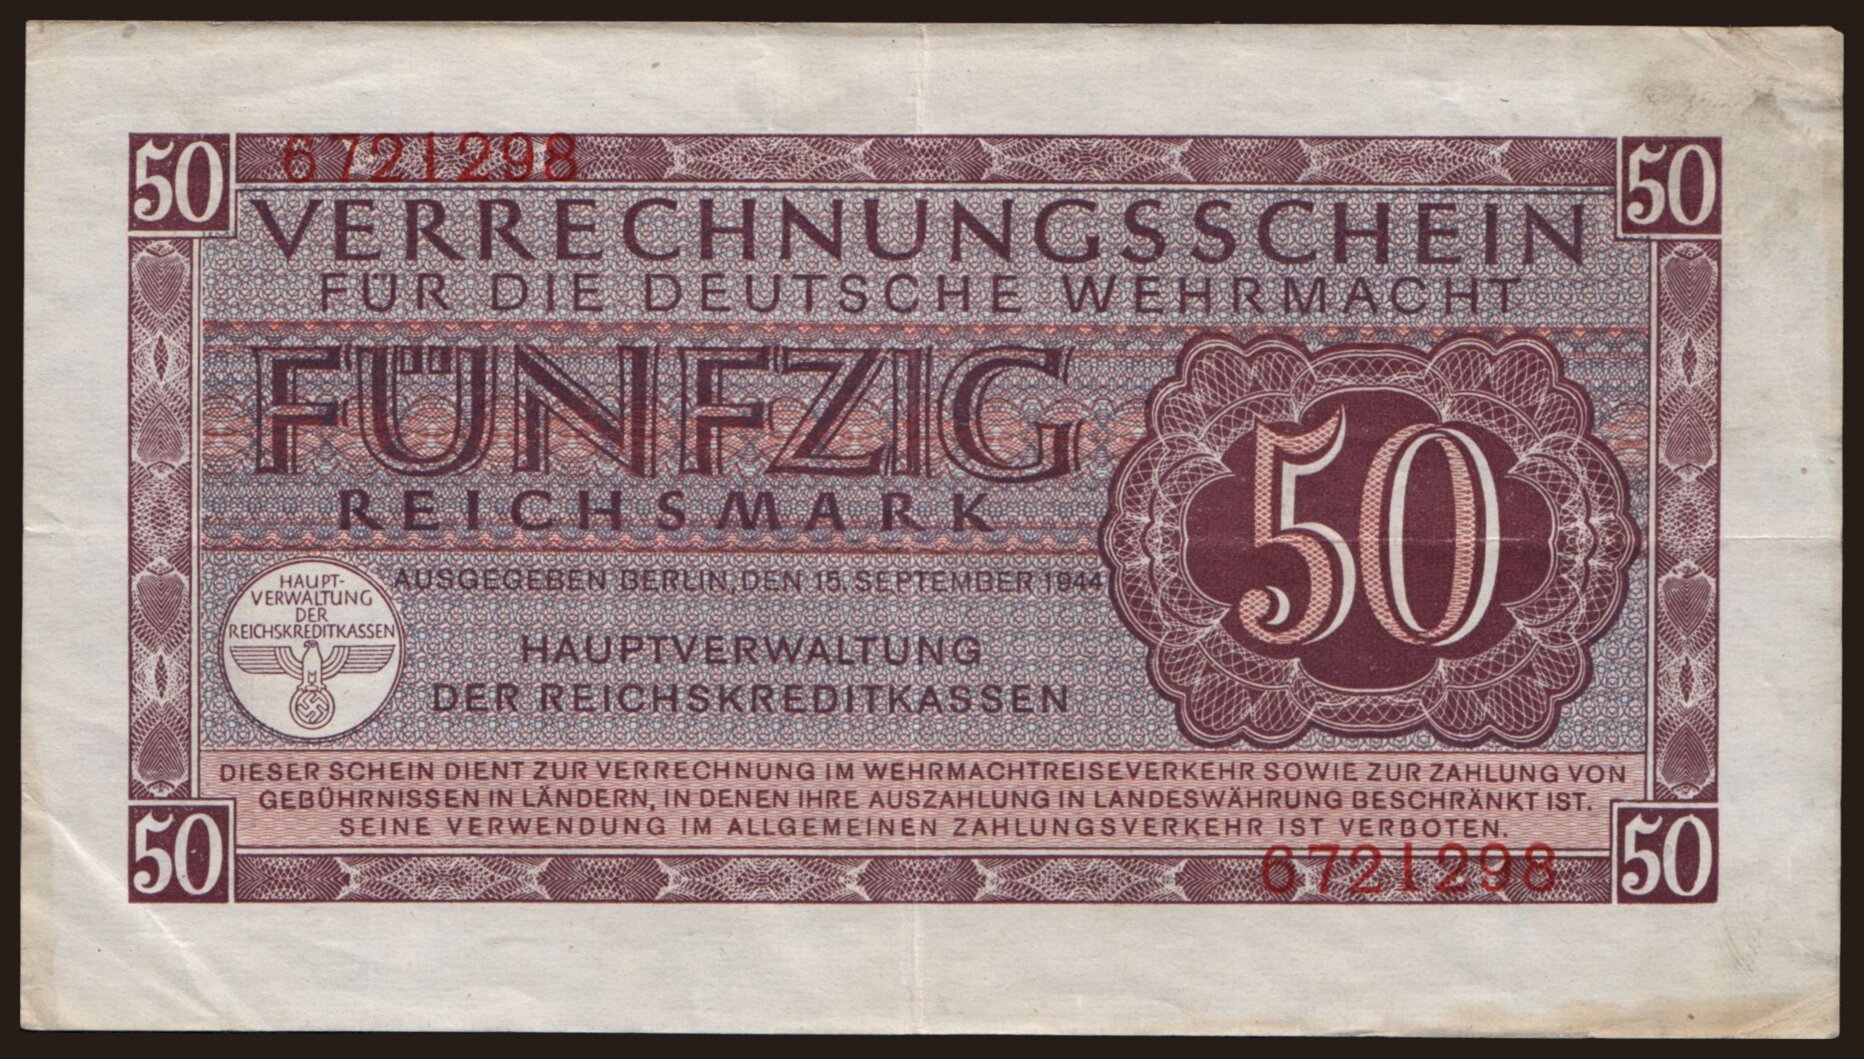 50 6721298 50
VERRECHNUNGSSCHEIN
FÜR DIE DEUTSCHE WEHRMACHT
FÜNFZIG
REICHSMARK
50
AUSGEGEBEN BERLIN, DEN 15. SEPTEMBER 1944
HAUPT-
VERWALTUNG
DER
REICHSKREDITKASSEN
HAUPTVERWALTUNG
DER REICHSKREDITKASSEN
DIESER SCHEIN DIENT ZUR VERRECHNUNG IM WEHRMACHTREISEVERKEHR SOWIE ZUR ZAHLUNG VON
GEBÜHRNISSEN IN LÄNDERN, IN DENEN IHRE AUSZAHLUNG IN LANDESWÄHRUNG BESCHRÄNKT IST.
SEINE VERWENDUNG IM ALLGEMEINEN ZAHLUNGSVERKEHR IST VERBOTEN.
50 6721298 50